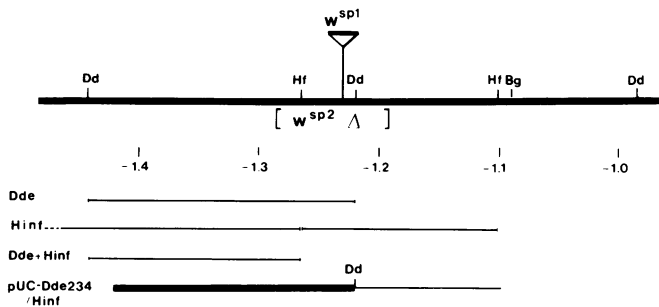 w^sp1
Dd Hf Dd Hf Bg Dd
[ w^sp2 Λ ]
-1.4 -1.3 -1.2 -1.1 -1.0
Dde
Hinf
Dde+Hinf
Dd
pUC-Dde234
/Hinf